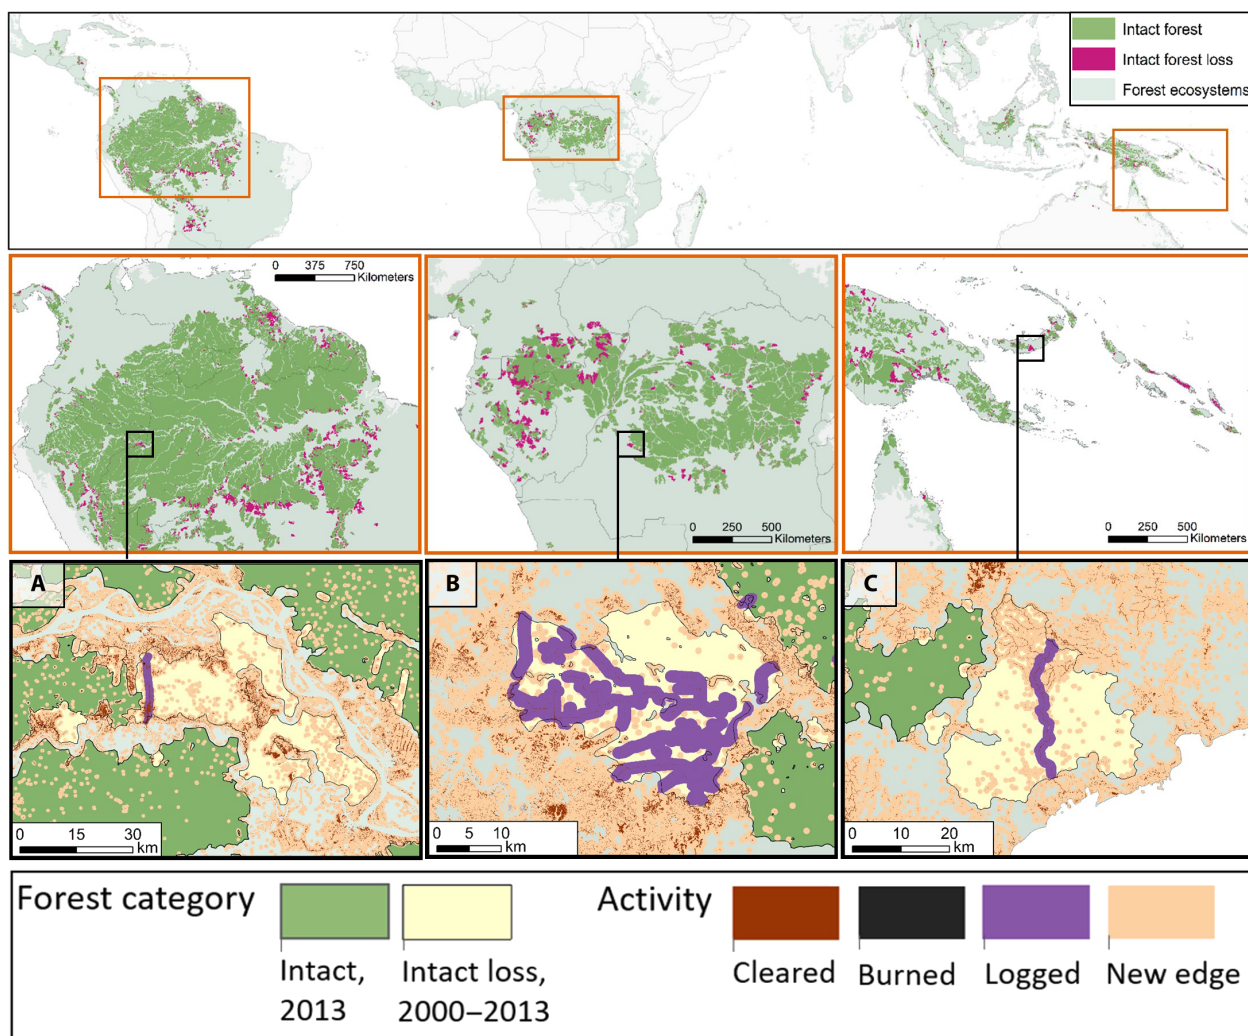 Intact forest
Intact forest loss
Forest ecosystems
0 375 750
Kilometers
0 250 500
Kilometers
0 250 500
Kilometers
A
0 15 30
km
B
0 5 10
km
C
0 10 20
km
Forest category
Intact,
2013
Intact loss,
2000–2013
Activity
Cleared
Burned
Logged
New edge